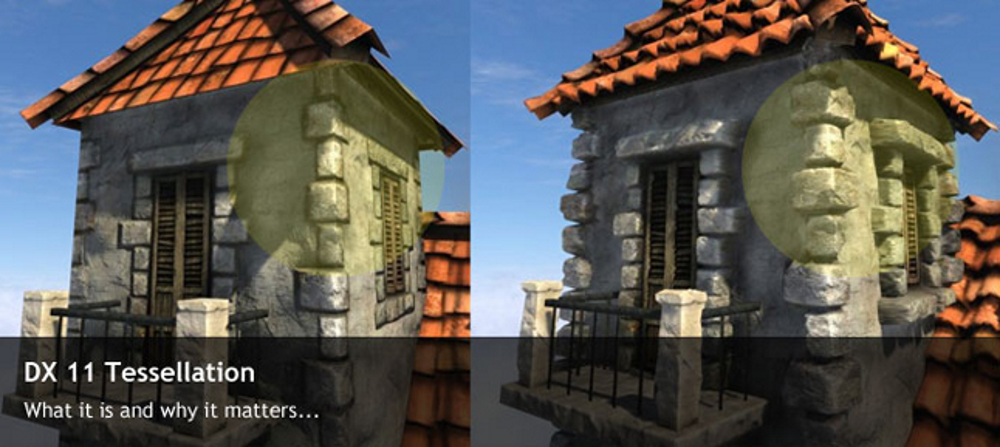 DX 11 Tessellation
What it is and why it matters...